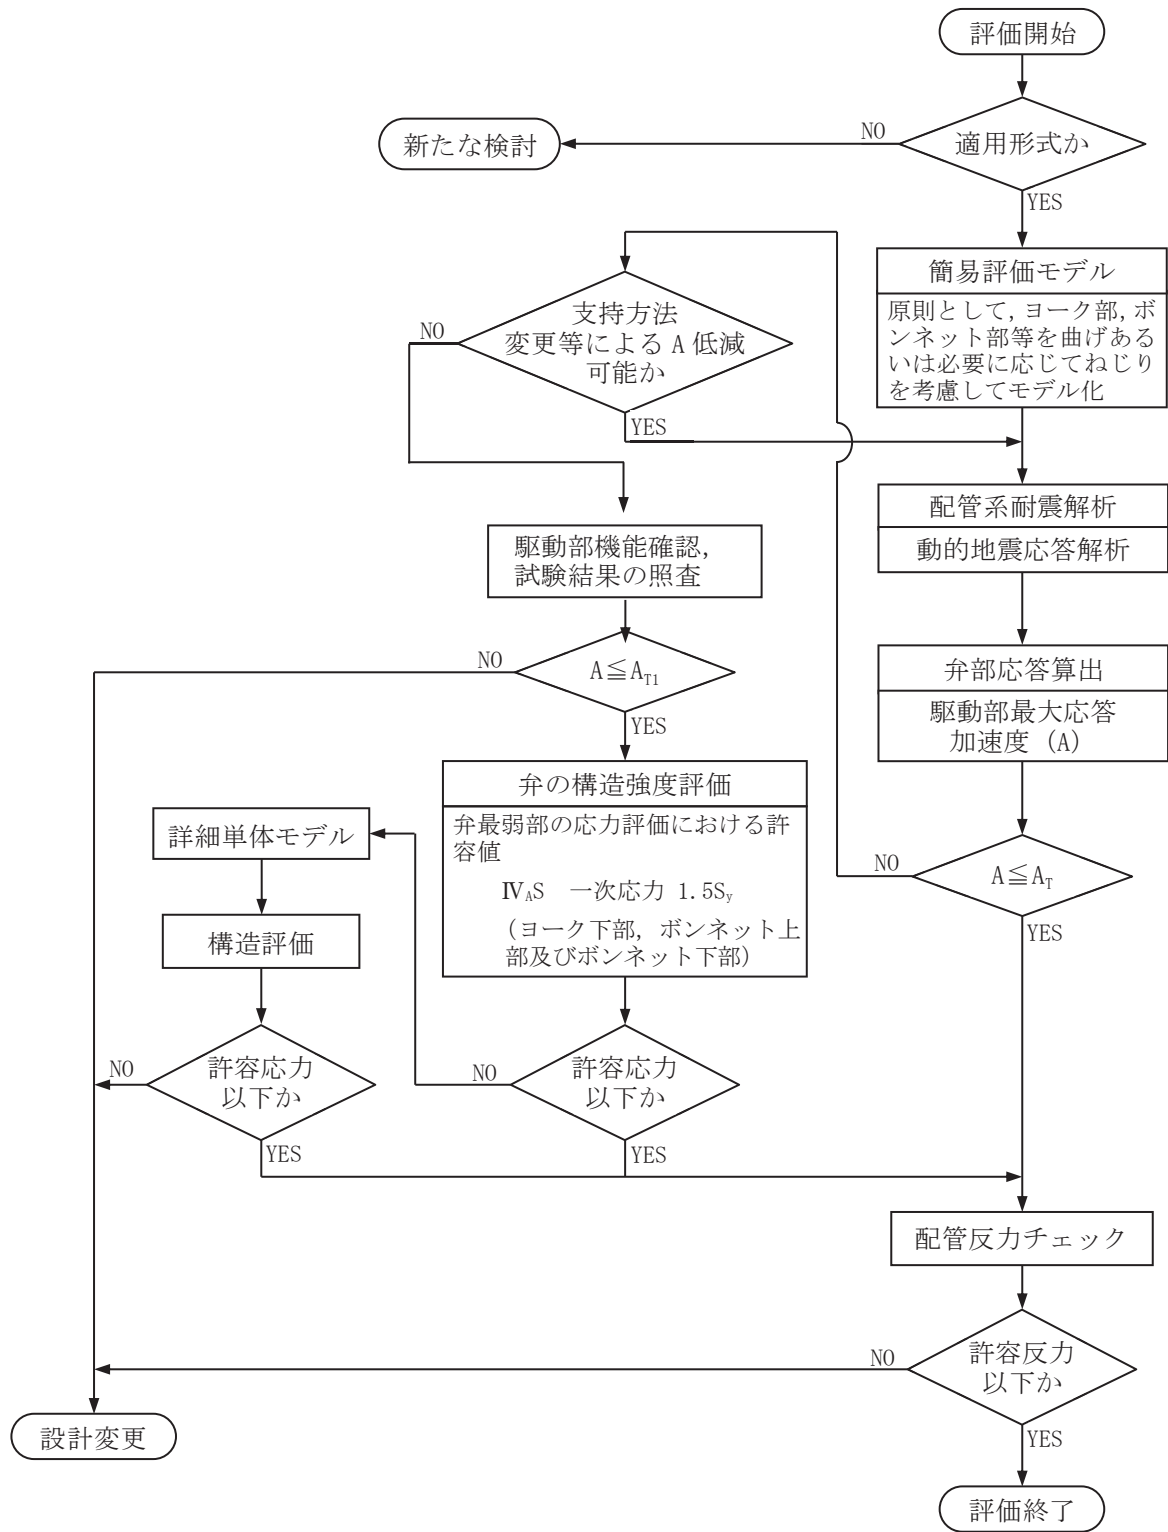 評価開始
適用形式か
NO
新たな検討
YES
簡易評価モデル
原則として,ヨーク部,ボ
ンネット部等を曲げある
いは必要に応じてねじり
を考慮してモデル化
支持方法
変更等による A 低減
可能か
NO
YES
配管系耐震解析
動的地震応答解析
駆動部機能確認,
試験結果の照査
弁部応答算出
駆動部最大応答
加速度 (A)
A≦A_T1
NO
YES
A≦A_T
NO
YES
弁の構造強度評価
弁最弱部の応力評価における許
容値
Ⅳ_AS 一次応力 1.5S_y
(ヨーク下部, ボンネット上
部及びボンネット下部)
詳細単体モデル
構造評価
許容応力
以下か
NO
YES
許容応力
以下か
NO
YES
配管反力チェック
許容反力
以下か
NO
YES
設計変更
評価終了